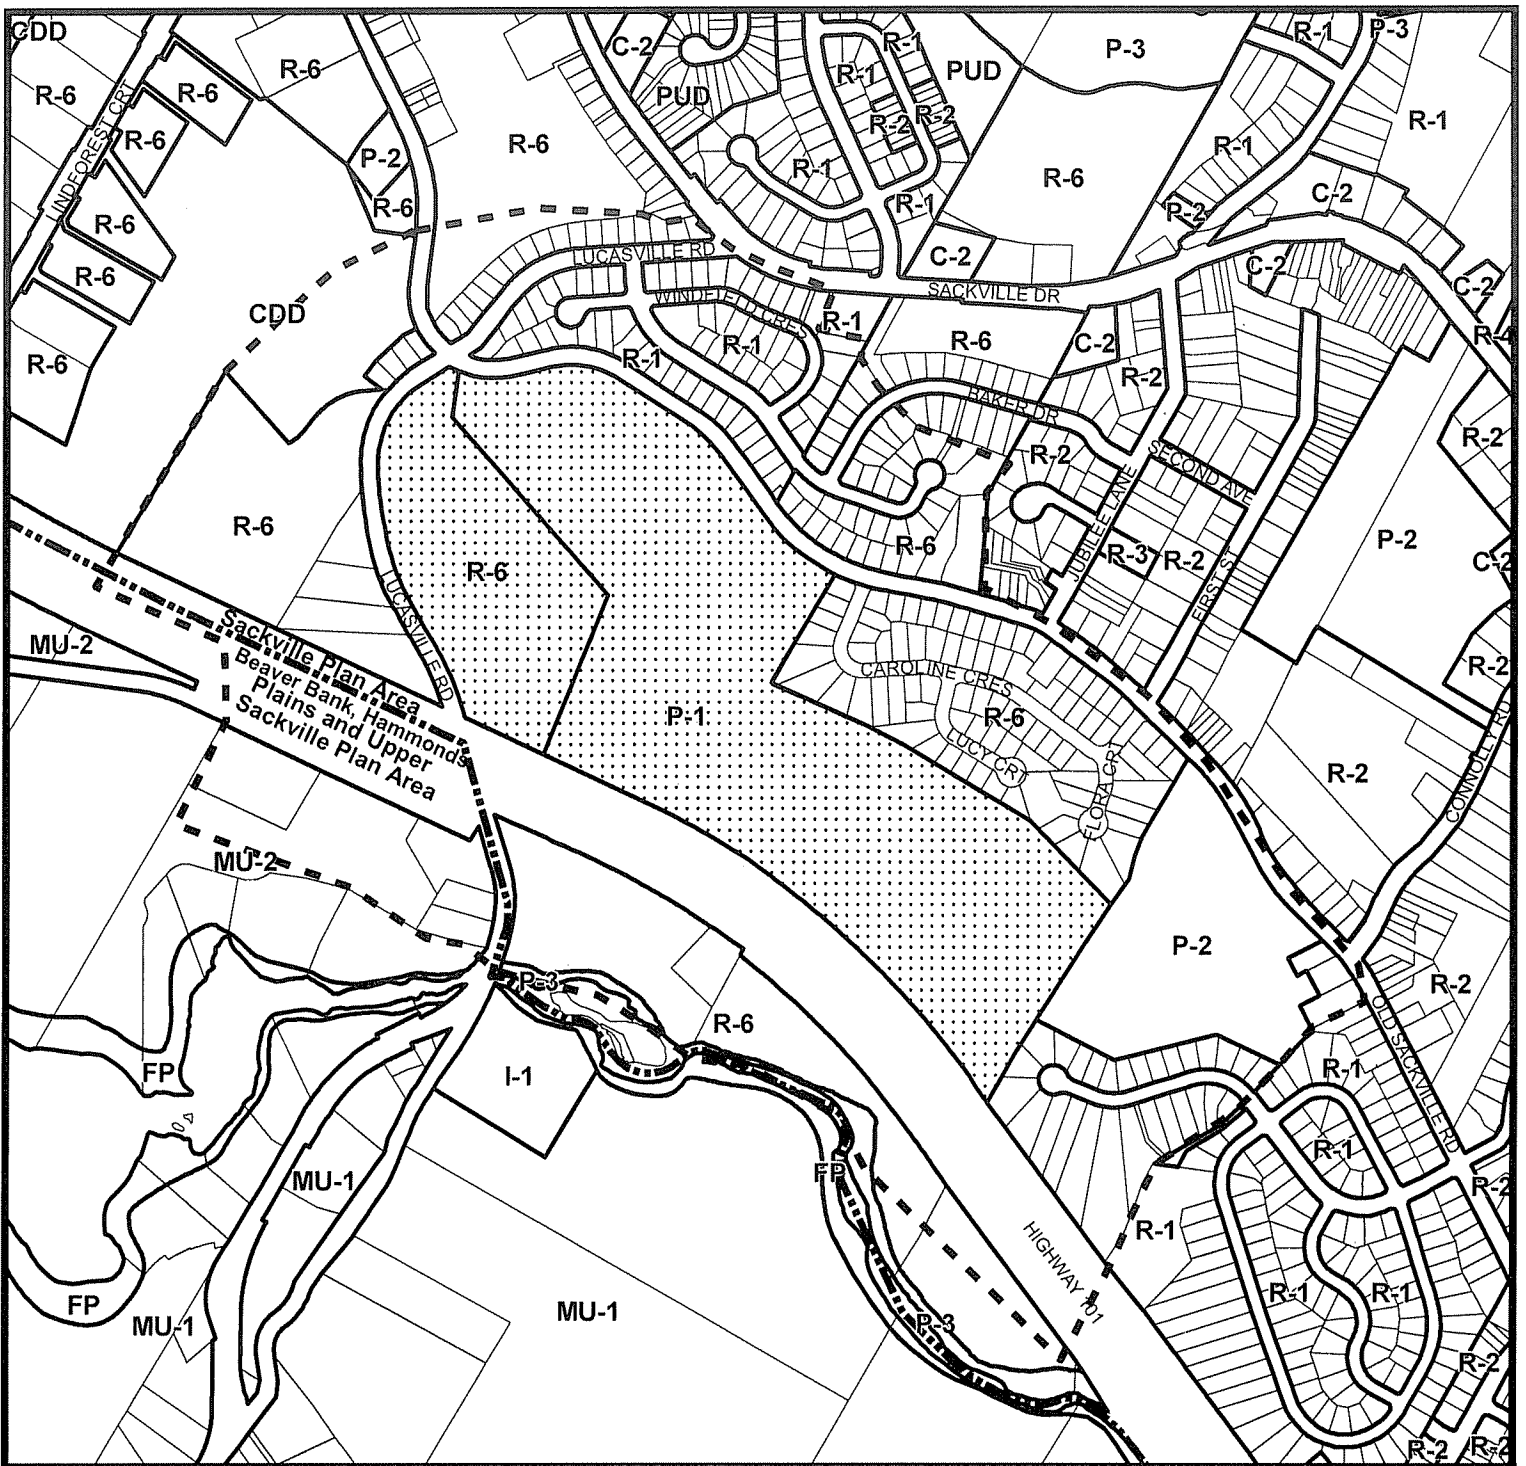 CDD
C-2
R-1
R-1
P-3
P-3
R-6
R-6
R-6
PUD
R-1
PUD
R-2
R-2
R-1
R-6
P-2
R-6
R-1
R-6
R-1
C-2
R-6
R-6
R-1
P-2
R-6
LUCASVILLE RD
C-2
C-2
R-6
SACKVILLE DR
WINDFIELD CRES
C-2
CDD
R-1
R-6
C-2
R-4
R-6
R-1
R-1
R-2
BAKER DR
R-2
R-2
SECOND AVE
JUBILEE LANE
R-6
R-6
R-6
R-3
R-2
P-2
FIRST ST
LUCASVILLE RD
MU-2
Sackville Plan Area
Beaver Bank, Hammonds
Plains and Upper
Sackville Plan Area
CAROLINE CRES
R-2
P-1
R-6
LUCY CRT
FLORA CRT
R-2
CONNOLLY RD
MU-2
P-2
R-2
P-3
R-6
OLD SACKVILLE RD
FP
I-1
R-1
R-1
FP
MU-1
R-2
R-1
HIGHWAY 101
FP
MU-1
MU-1
P-3
R-1
R-1
R-2
R-2